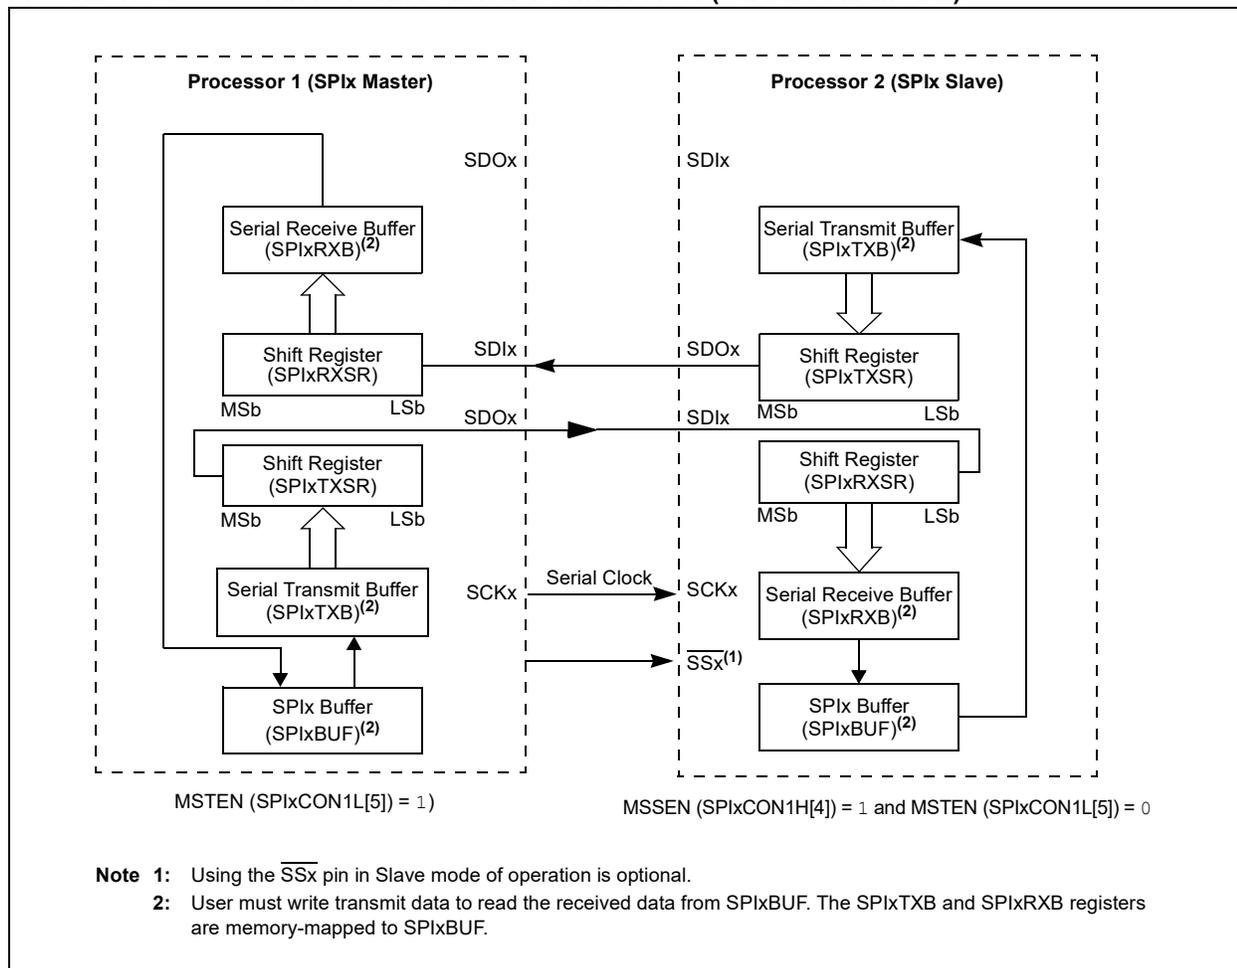 Processor 1 (SPIx Master)
SDOx
Serial Receive Buffer
(SPIxRXB)(2)
Shift Register
(SPIxRXSR)
MSb
LSb
SDIx
SDOx
Shift Register
(SPIxTXSR)
MSb
LSb
Serial Transmit Buffer
(SPIxTXB)(2)
SCKx
Serial Clock
SPIx Buffer
(SPIxBUF)(2)
MSTEN (SPIxCON1L[5]) = 1)
Processor 2 (SPIx Slave)
SDIx
Serial Transmit Buffer
(SPIxTXB)(2)
SDOx
Shift Register
(SPIxTXSR)
MSb
LSb
SDIx
Shift Register
(SPIxRXSR)
MSb
LSb
SCKx
Serial Receive Buffer
(SPIxRXB)(2)
SSx(1)
SPIx Buffer
(SPIxBUF)(2)
MSSEN (SPIxCON1H[4]) = 1 and MSTEN (SPIxCON1L[5]) = 0
Note 1: Using the SSx pin in Slave mode of operation is optional.
2: User must write transmit data to read the received data from SPIxBUF. The SPIxTXB and SPIxRXB registers
are memory-mapped to SPIxBUF.